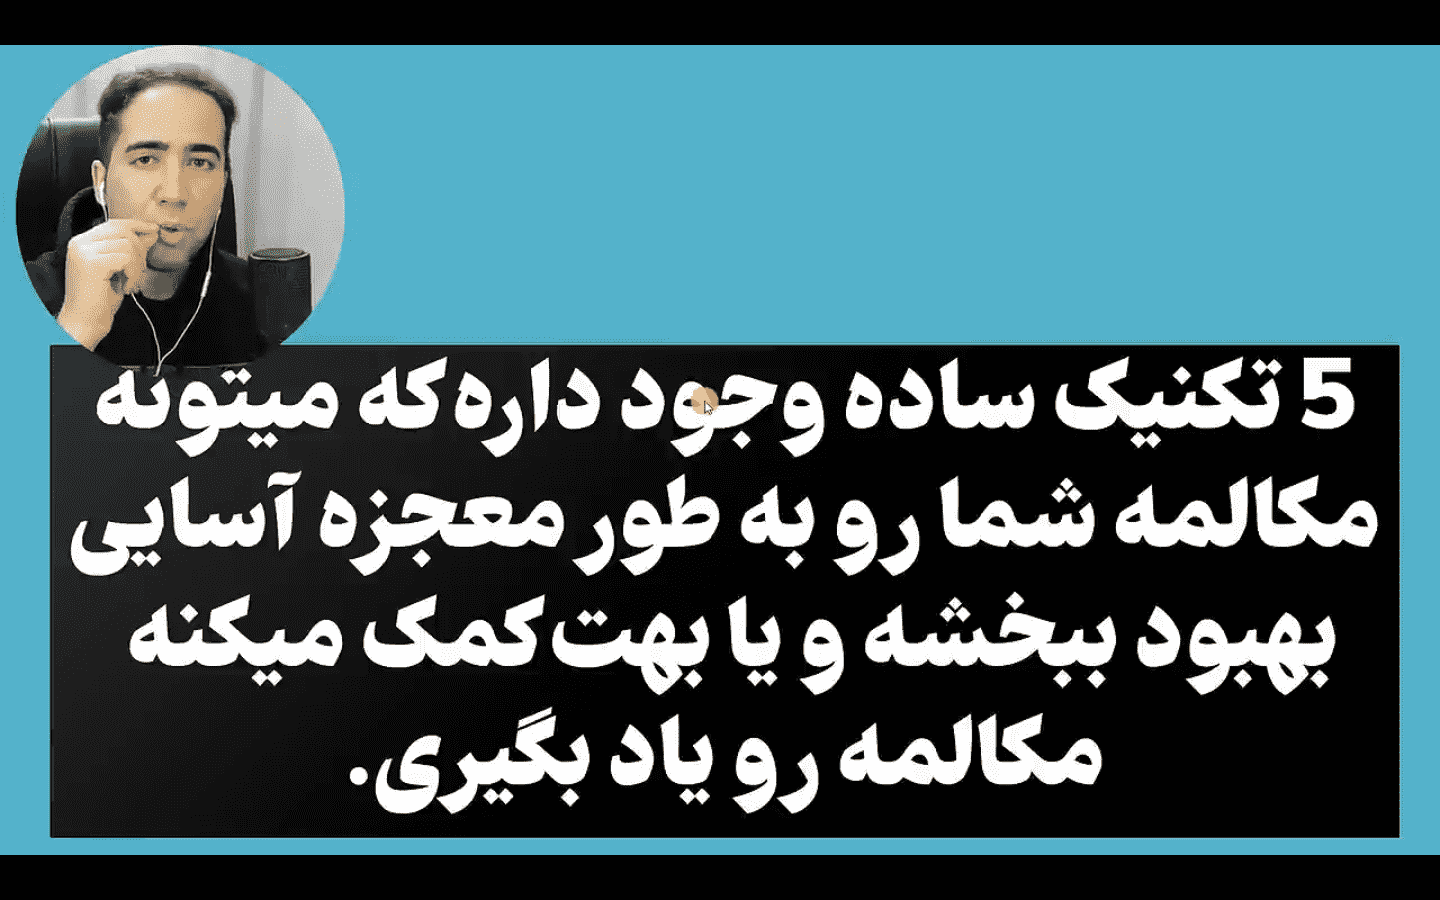 5 تکنیک ساده وجود داره که میتونه
مکالمه شما رو به طور معجزه آسایی
بهبود ببخشه و یا بهت کمک میکنه
مکالمه رو یاد بگیری.